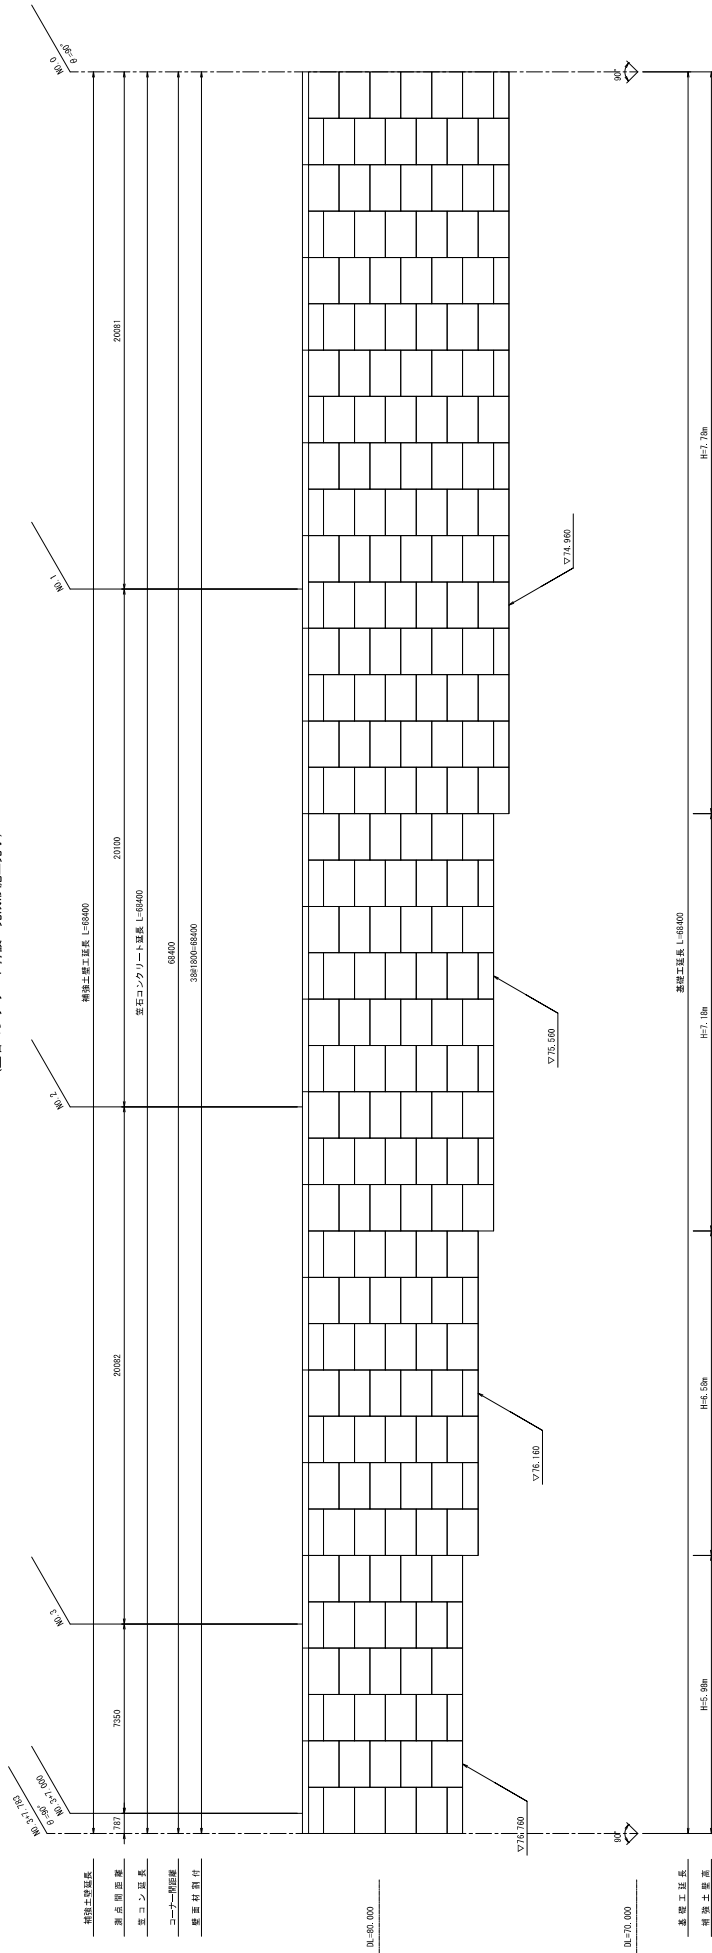 NO.3+7.783
θ=90°
NO.3+7.000
NO.3
NO.2
NO.1
NO.0
θ=90°
補強土壁延長
補強土壁工延長 L=68400
測点間距離
787
7350
20082
20100
20081
笠コン延長
笠石コンクリート延長 L=68400
コーナー間距離
68400
壁面材割付
38@1800=68400
DL=80.000
▽76.760
▽76.160
▽75.560
▽74.960
DL=70.000
90°
90°
基礎工延長
基礎工延長 L=68400
補強土壁高
H=5.98m
H=6.58m
H=7.18m
H=7.78m